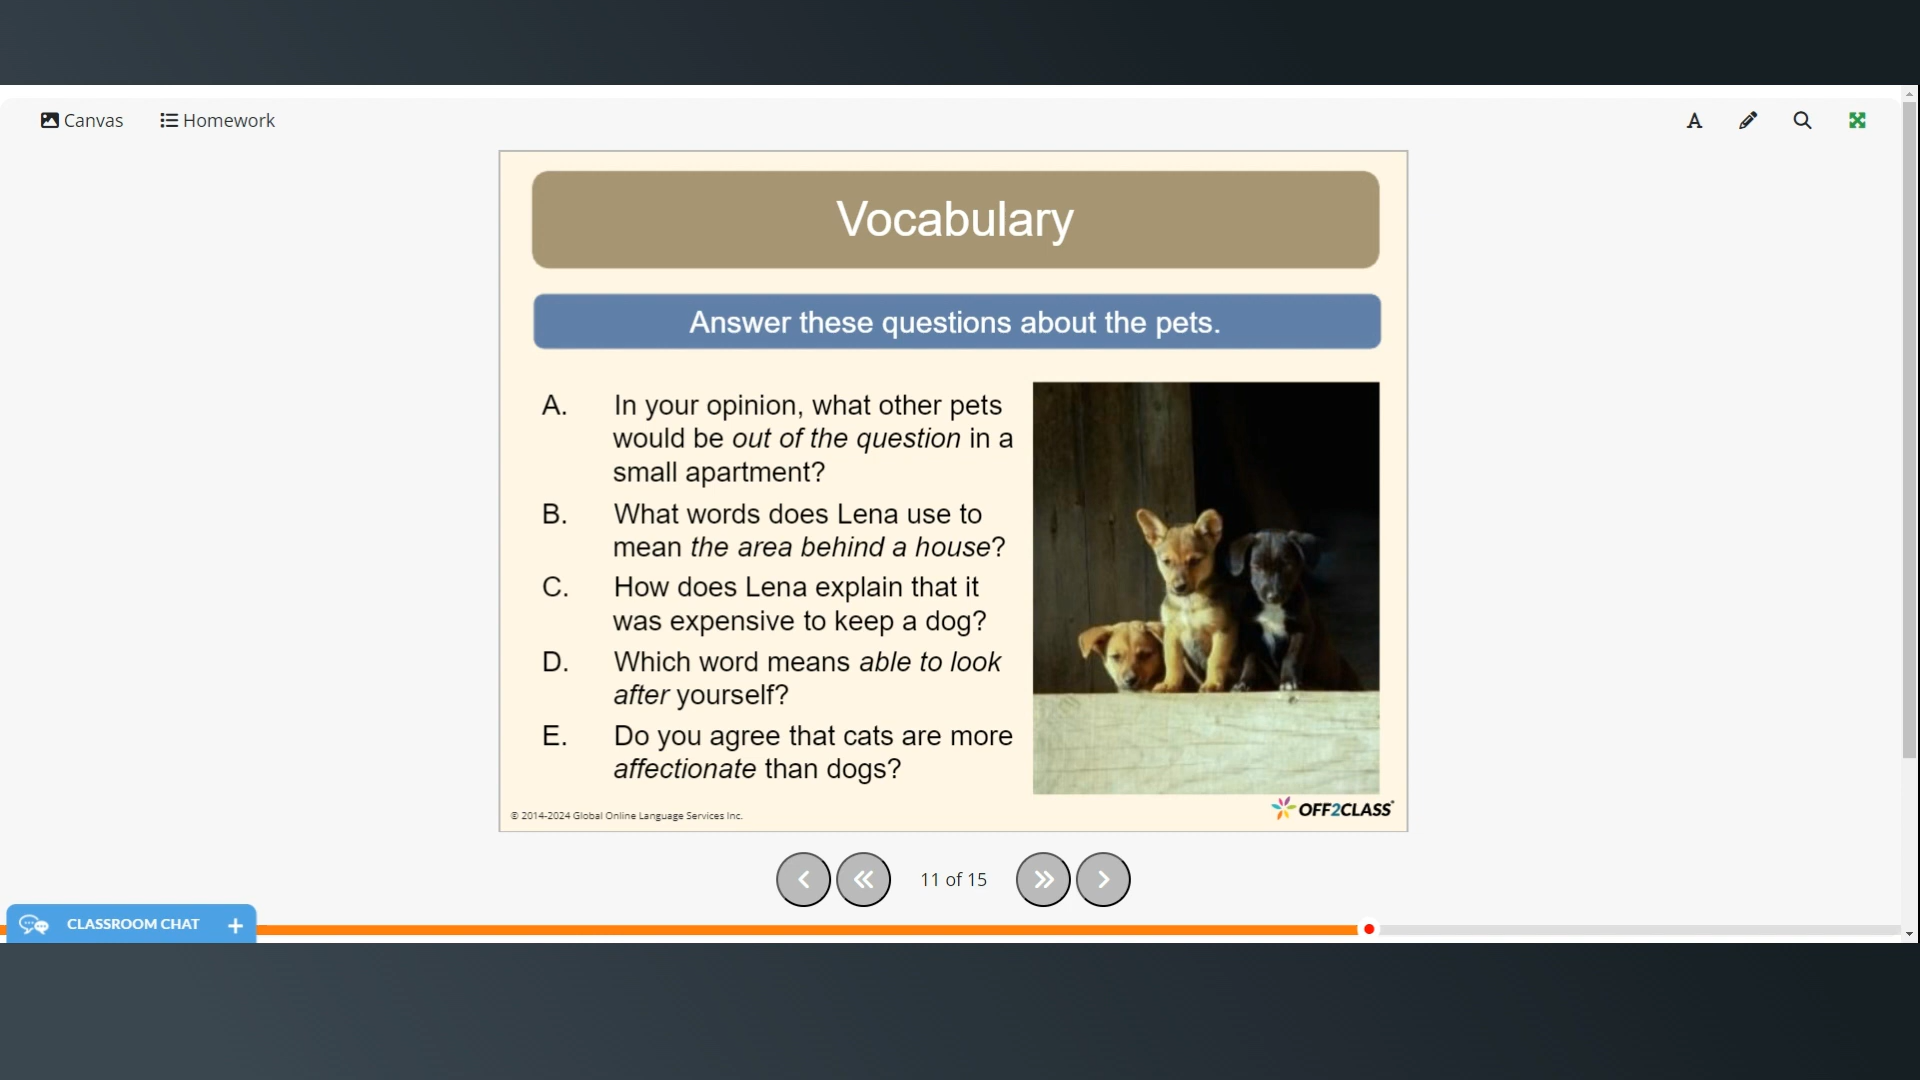 Canvas
Homework
A
Vocabulary
Answer these questions about the pets.
A. In your opinion, what other pets
would be out of the question in a
small apartment?
B. What words does Lena use to
mean the area behind a house?
C. How does Lena explain that it
was expensive to keep a dog?
D. Which word means able to look
after yourself?
E. Do you agree that cats are more
affectionate than dogs?
© 2014-2024 Global Online Language Services Inc.
OFF2CLASS
11 of 15
CLASSROOM CHAT +